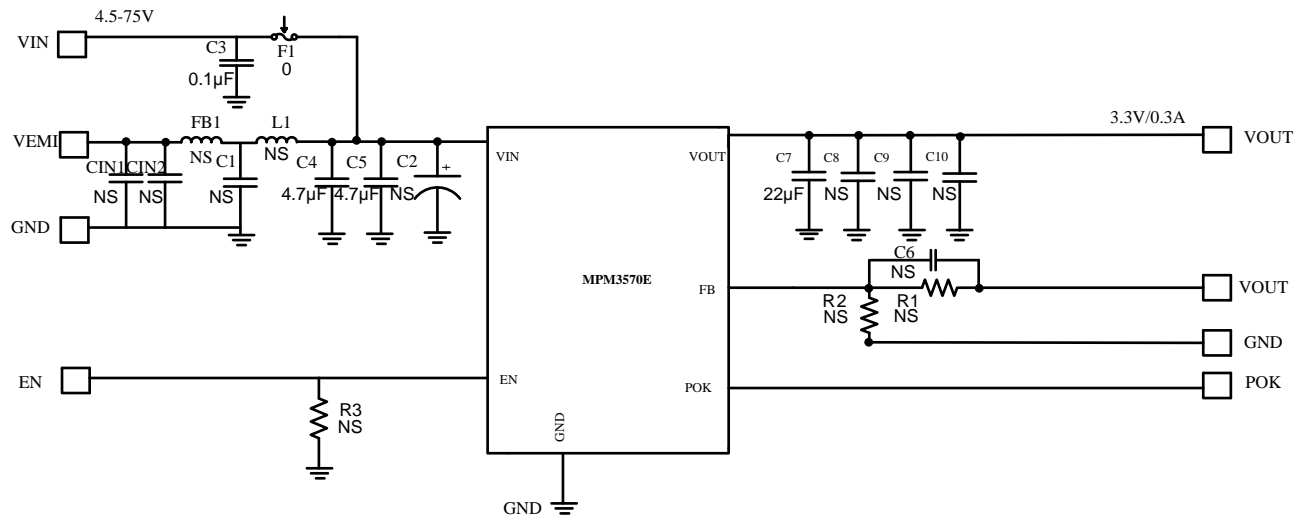 4.5-75V
VIN
C3
0.1µF
F1
0
VEMI
FB1
NS
L1
NS
CIN1
NS
CIN2
NS
C1
NS
C4
4.7µF
C5
4.7µF
C2
NS
+
GND
VIN
VOUT
MPM3570E
FB
EN
POK
GND
GND
3.3V/0.3A
VOUT
C7
22µF
C8
NS
C9
NS
C10
NS
C6
NS
R2
NS
R1
NS
VOUT
GND
POK
EN
R3
NS